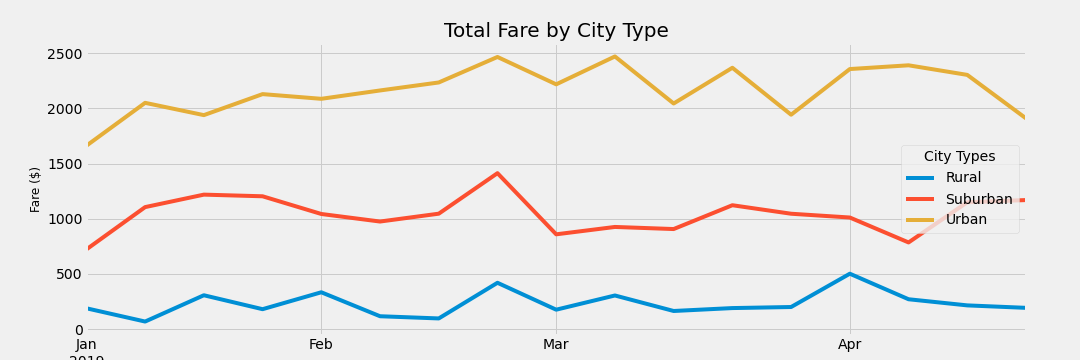 Total Fare by City Type
Fare ($)
2500
2000
1500
1000
500
0
City Types
Rural
Suburban
Urban
Jan
Feb
Mar
Apr